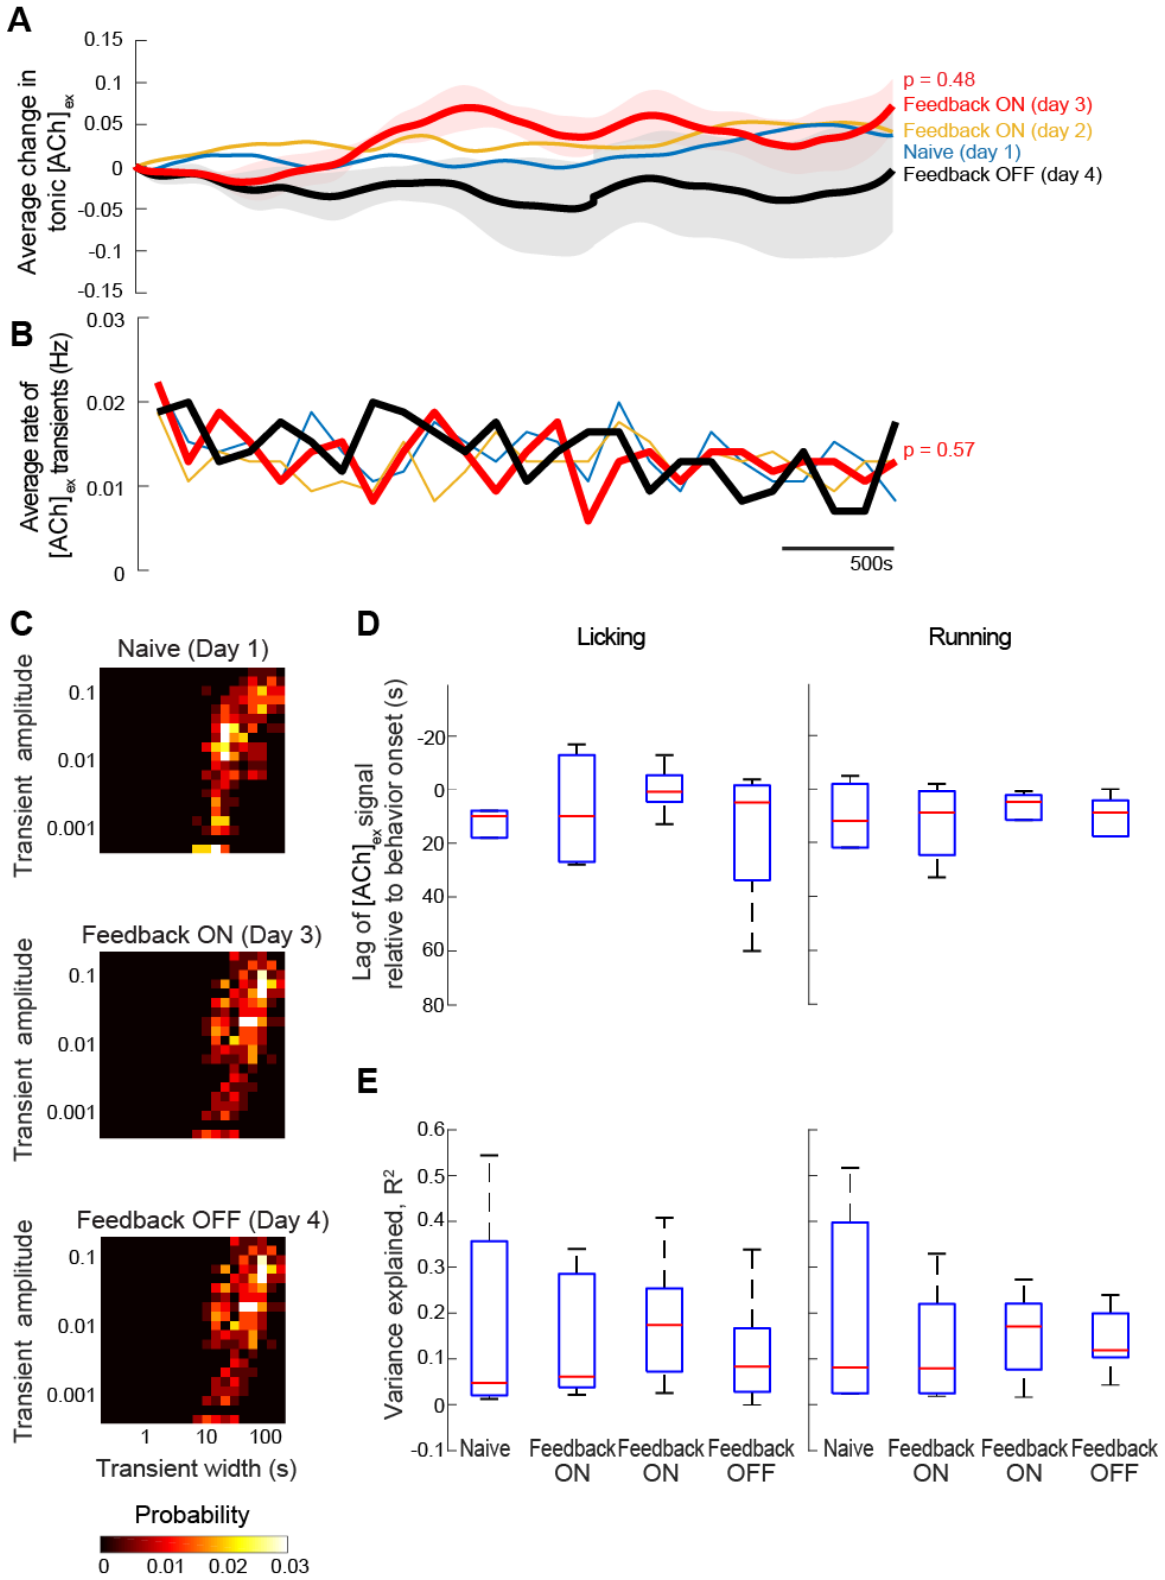 A
Average change in
tonic [ACh]ex
0.15
0.1
0.05
0
-0.05
-0.1
-0.15
p = 0.48
Feedback ON (day 3)
Feedback ON (day 2)
Naive (day 1)
Feedback OFF (day 4)
B
Average rate of
[ACh]ex transients (Hz)
0.03
0.02
0.01
0
p = 0.57
500s
C
Naive (Day 1)
Transient amplitude
0.1
0.01
0.001
Feedback ON (Day 3)
Transient amplitude
0.1
0.01
0.001
Feedback OFF (Day 4)
Transient amplitude
0.1
0.01
0.001
1 10 100
Transient width (s)
Probability
0 0.01 0.02 0.03
D
Licking Running
Lag of [ACh]ex signal
relative to behavior onset (s)
-20
0
20
40
60
80
E
Variance explained, R2
0.6
0.5
0.4
0.3
0.2
0.1
0
-0.1
Naive Feedback Feedback Feedback Naive Feedback Feedback Feedback
ON ON OFF ON ON OFF